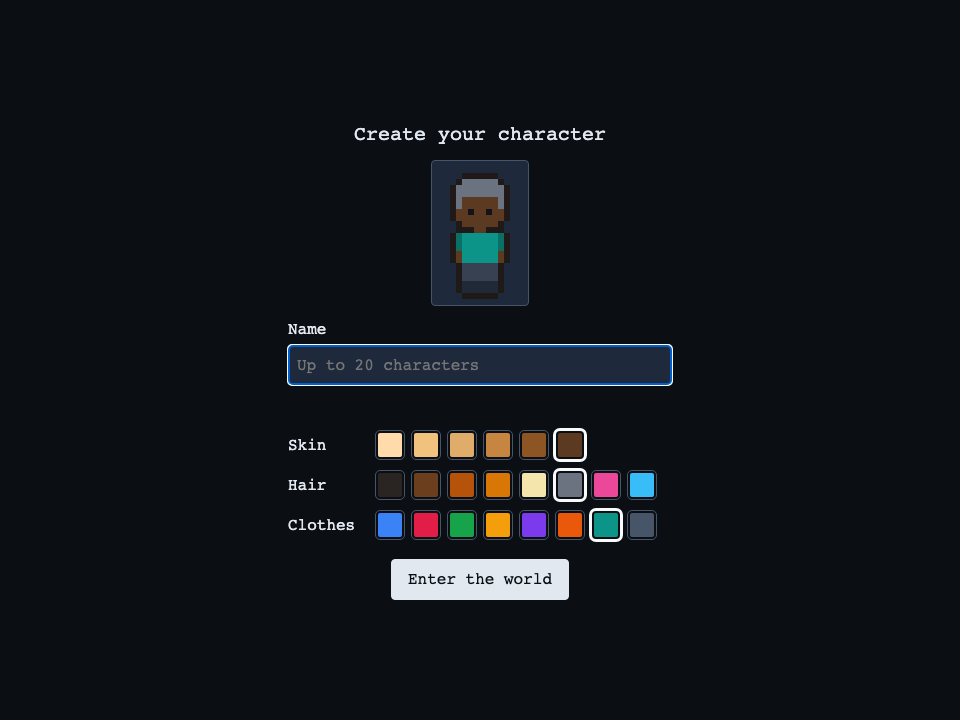 Create your character
Name
Up to 20 characters
Skin
Hair
Clothes
Enter the world